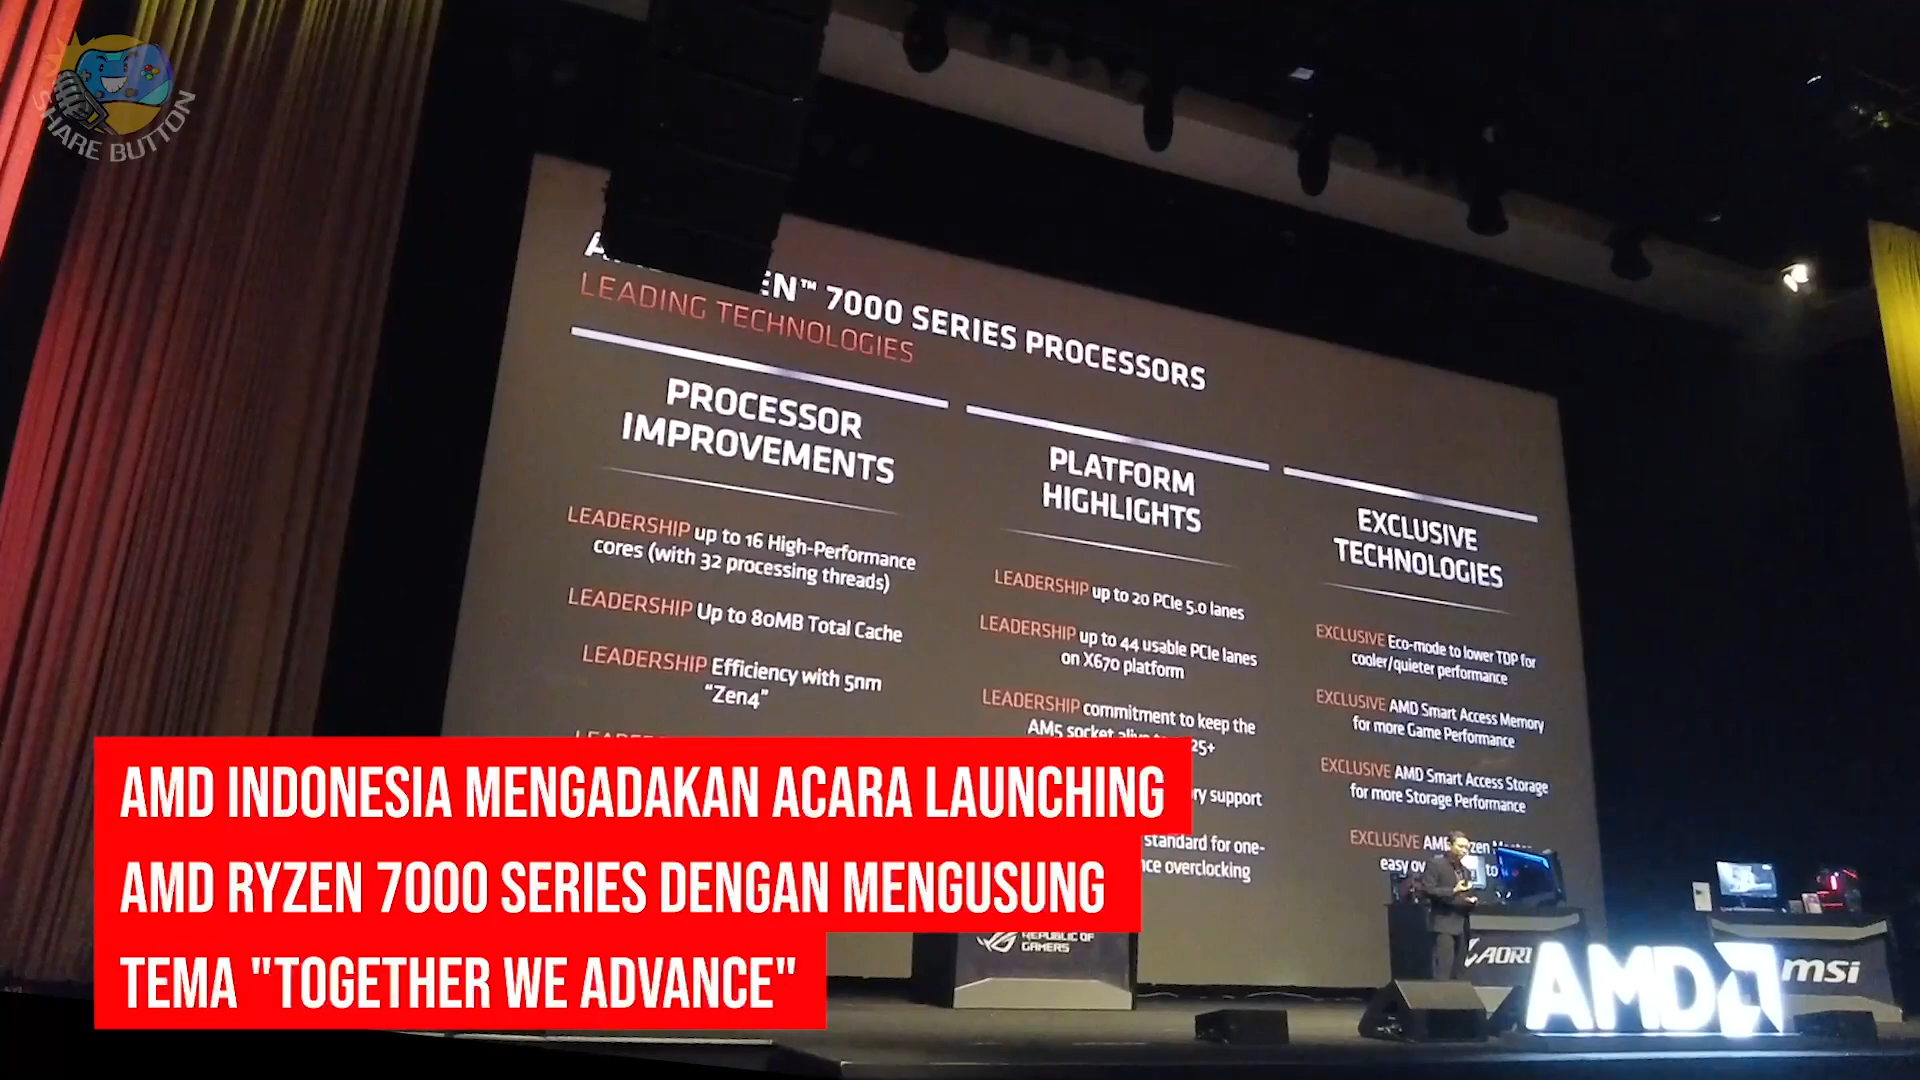 SHARE BUTTON
7000 SERIES PROCESSORS
LEADING TECHNOLOGIES
PROCESSOR
IMPROVEMENTS
LEADERSHIP up to 16 High-Performance
cores (with 32 processing threads)
LEADERSHIP Up to 80MB Total Cache
LEADERSHIP Efficiency with 5nm
“Zen4”
PLATFORM
HIGHLIGHTS
LEADERSHIP up to 20 PCIe 5.0 lanes
LEADERSHIP up to 44 usable PCIe lanes
on X670 platform
LEADERSHIP commitment to keep the
AM5 socket
support
standard for one-
overclocking
EXCLUSIVE
TECHNOLOGIES
EXCLUSIVE Eco-mode to lower TDP for
cooler/quieter performance
EXCLUSIVE AMD Smart Access Memory
for more Game Performance
EXCLUSIVE AMD Smart Access Storage
for more Storage Performance
EXCLUSIVE
easy
to
AMD INDONESIA MENGADAKAN ACARA LAUNCHING
AMD RYZEN 7000 SERIES DENGAN MENGUSUNG
TEMA "TOGETHER WE ADVANCE"
REPUBLIC OF
GAMERS
AMD
msi